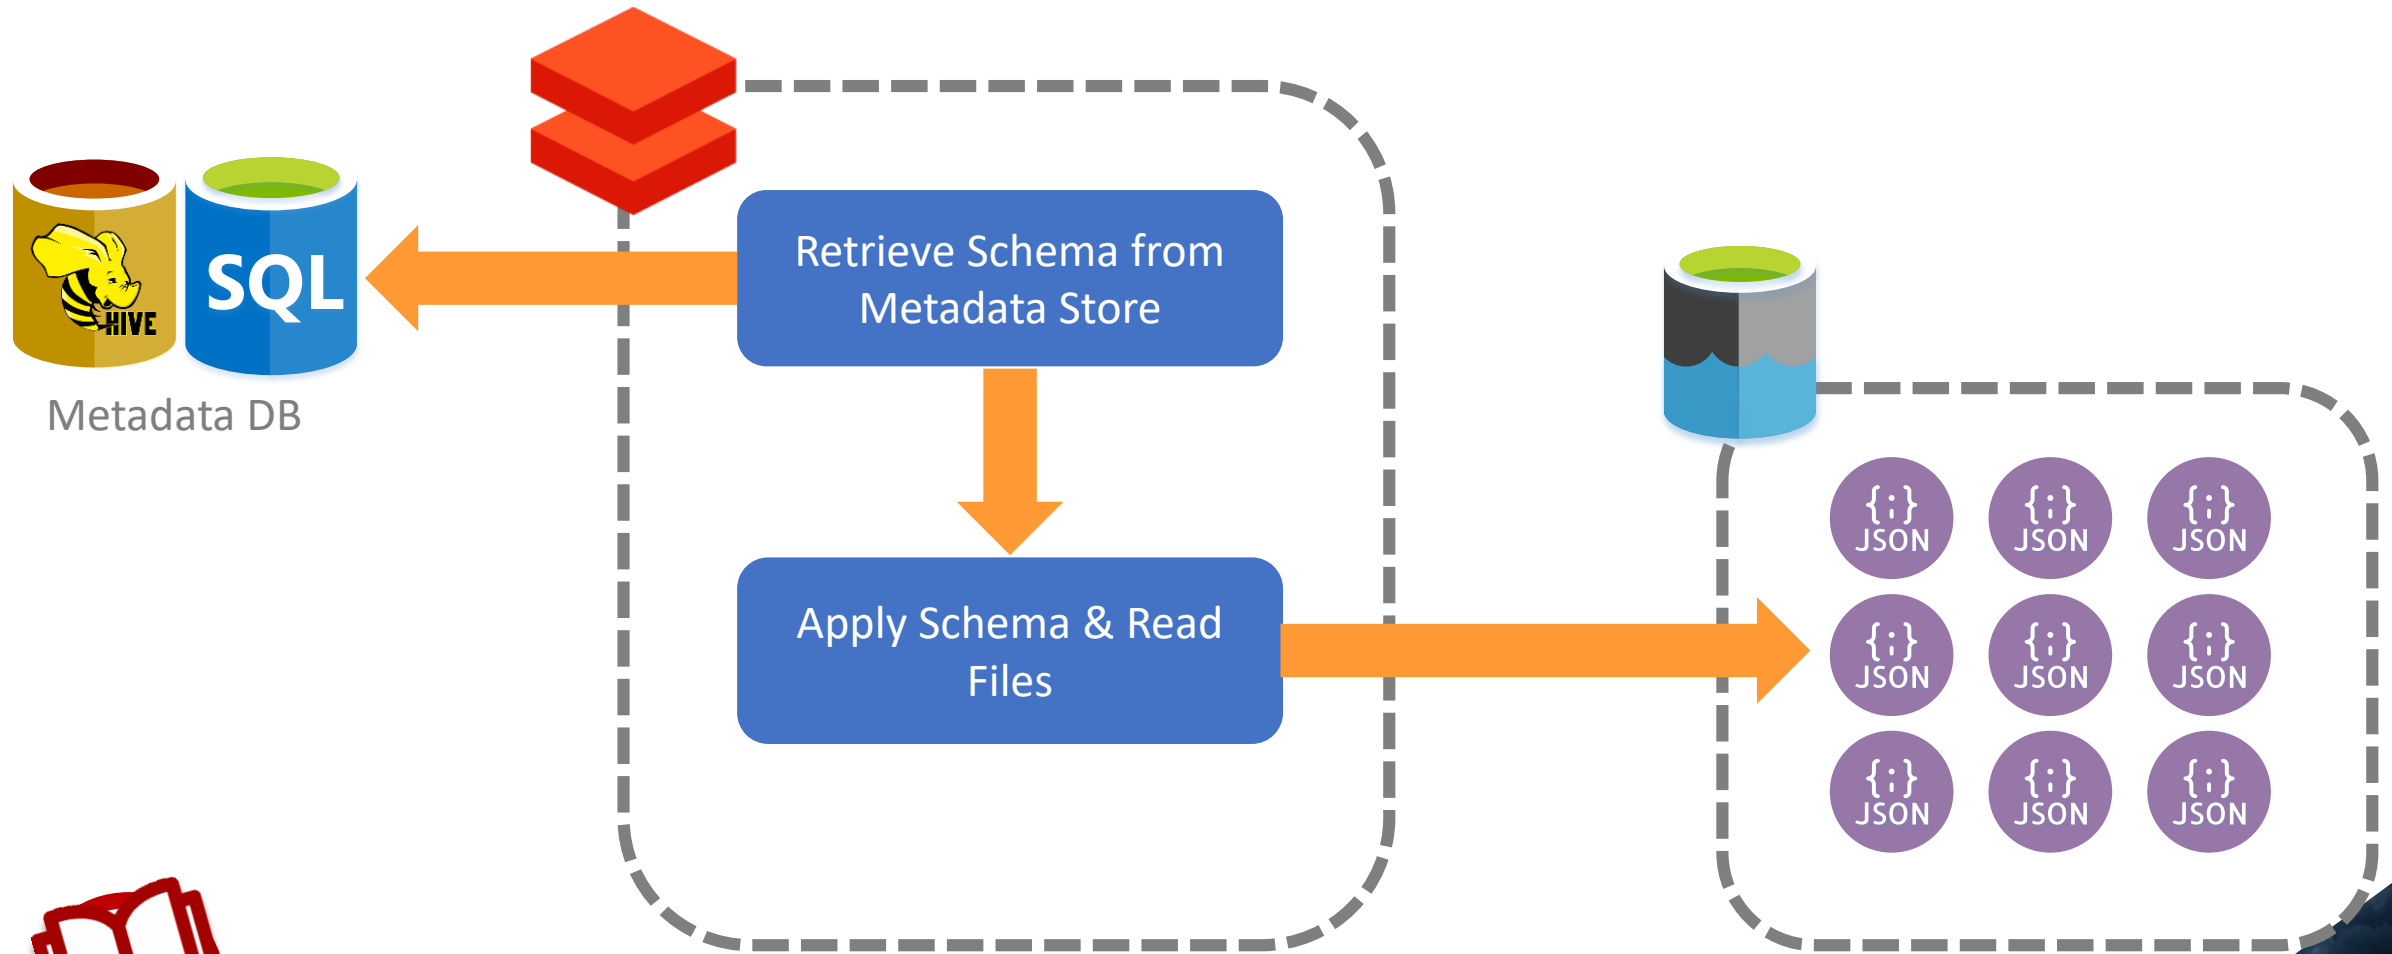 HIVE
SQL
Metadata DB
Retrieve Schema from
Metadata Store
Apply Schema & Read
Files
{;} {;} {;}
JSON JSON JSON
{;} {;} {;}
JSON JSON JSON
{;} {;} {;}
JSON JSON JSON